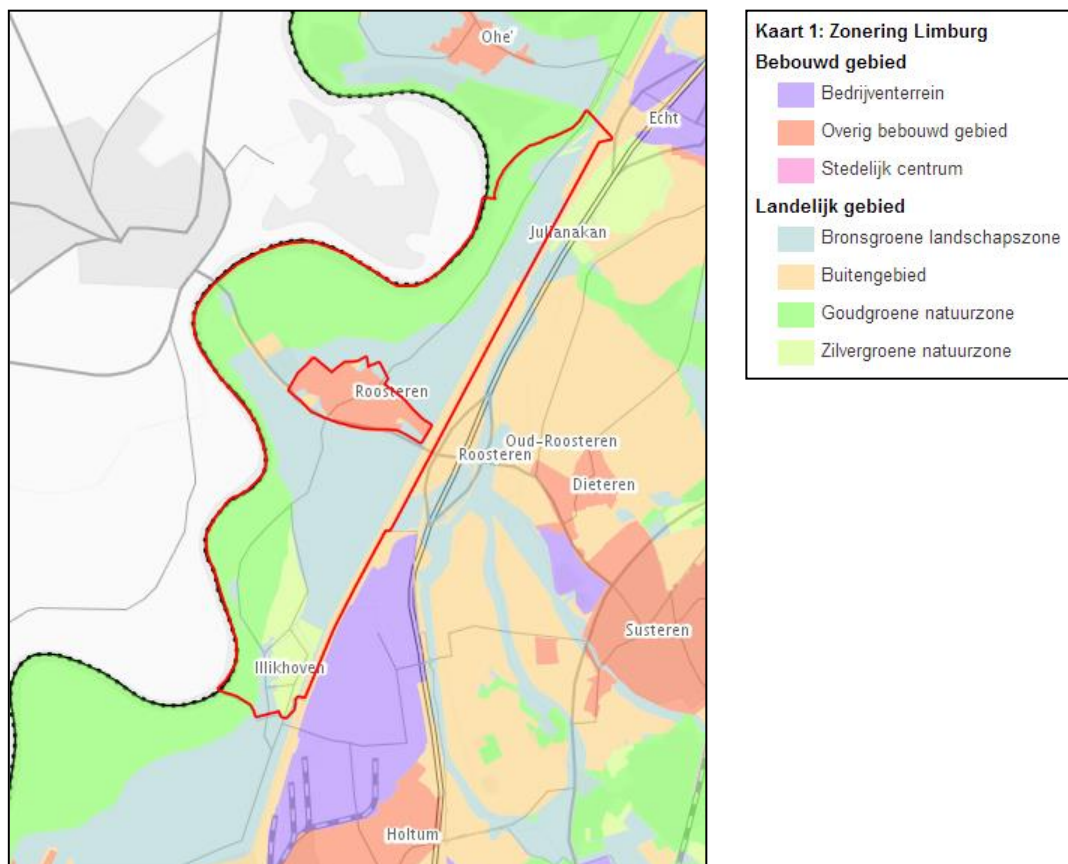 Ohe'
Echt
Julianakan
Roosteren
Oud-Roosteren
Roosteren
Dieteren
Susteren
Illikhoven
Holtum
Kaart 1: Zonering Limburg
Bebouwd gebied
Bedrijventerrein
Overig bebouwd gebied
Stedelijk centrum
Landelijk gebied
Bronsgroene landschapszone
Buitengebied
Goudgroene natuurzone
Zilvergroene natuurzone